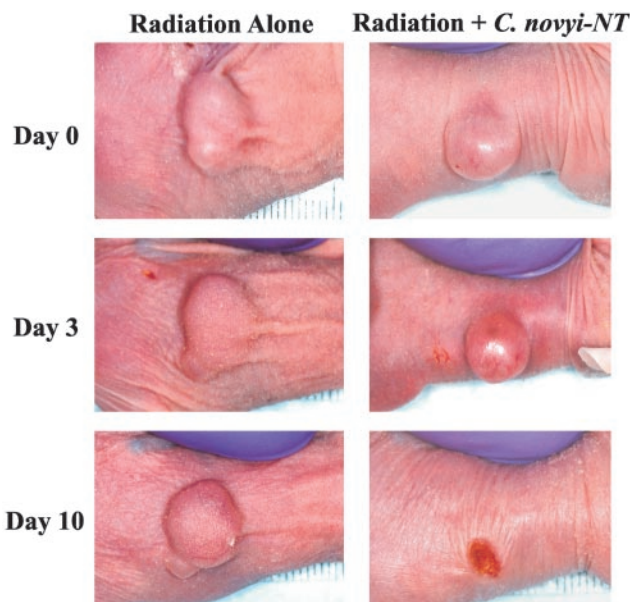 Radiation Alone
Radiation + C. novyi-NT
Day 0
Day 3
Day 10